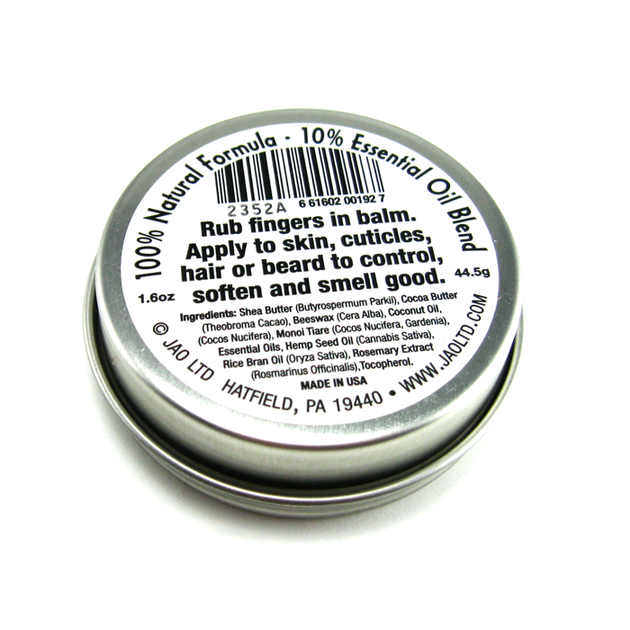 100% Natural Formula · 10% Essential Oil Blend
2352A
6 61602 00192 7
Rub fingers in balm.
Apply to skin, cuticles,
hair or beard to control,
soften and smell good.
1.6oz
44.5g
Ingredients: Shea Butter (Butyrospermum Parkii), Cocoa Butter
(Theobroma Cacao), Beeswax (Cera Alba), Coconut Oil,
(Cocos Nucifera), Monoi Tiare (Cocos Nucifera, Gardenia),
Essential Oils, Hemp Seed Oil (Cannabis Sativa),
Rice Bran Oil (Oryza Sativa), Rosemary Extract
(Rosmarinus Officinalis),Tocopherol.
MADE IN USA
© JAO LTD HATFIELD, PA 19440 • WWW.JAOLTD.COM